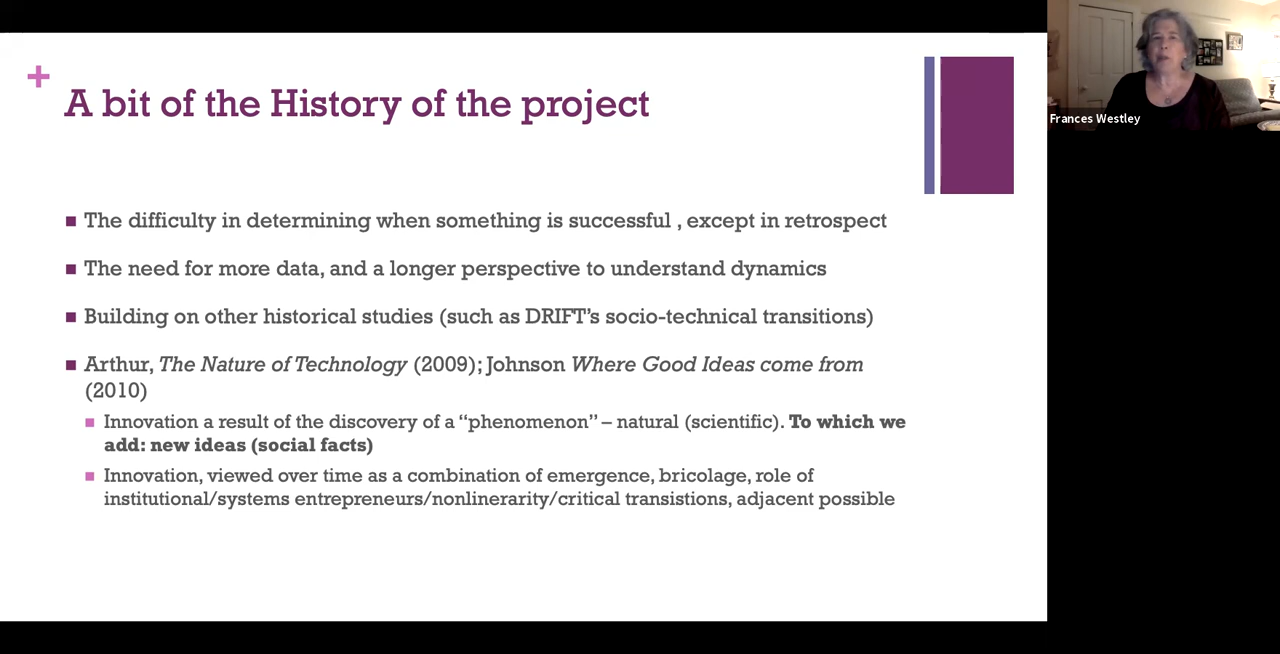 +
A bit of the History of the project
■ The difficulty in determining when something is successful , except in retrospect
■ The need for more data, and a longer perspective to understand dynamics
■ Building on other historical studies (such as DRIFT’s socio-technical transitions)
■ Arthur, The Nature of Technology (2009); Johnson Where Good Ideas come from
(2010)
■ Innovation a result of the discovery of a “phenomenon” – natural (scientific). To which we
add: new ideas (social facts)
■ Innovation, viewed over time as a combination of emergence, bricolage, role of
institutional/systems entrepreneurs/nonlinerarity/critical transistions, adjacent possible
Frances Westley